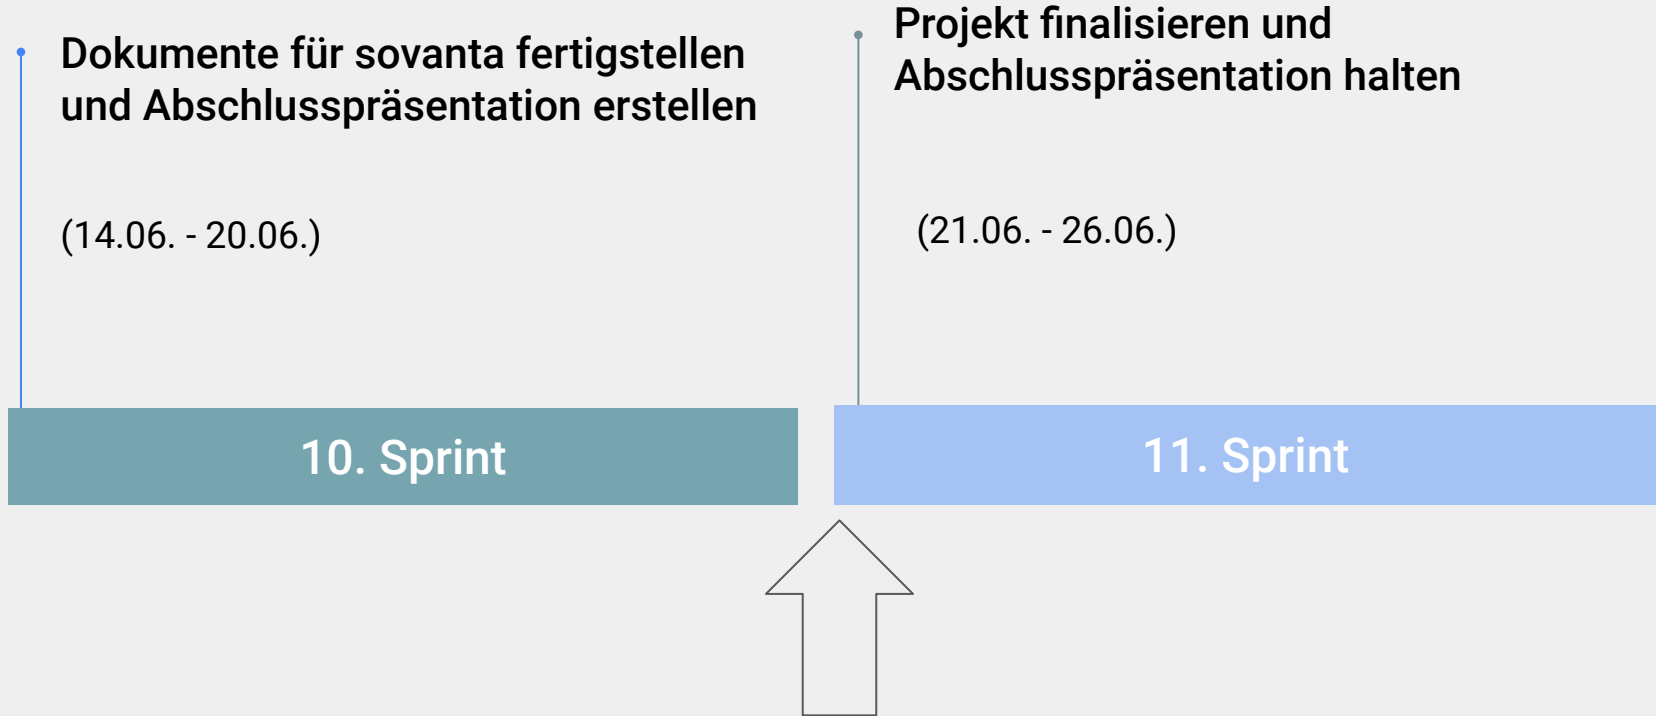 Dokumente für sovanta fertigstellen
und Abschlusspräsentation erstellen
(14.06. - 20.06.)
10. Sprint
Projekt finalisieren und
Abschlusspräsentation halten
(21.06. - 26.06.)
11. Sprint